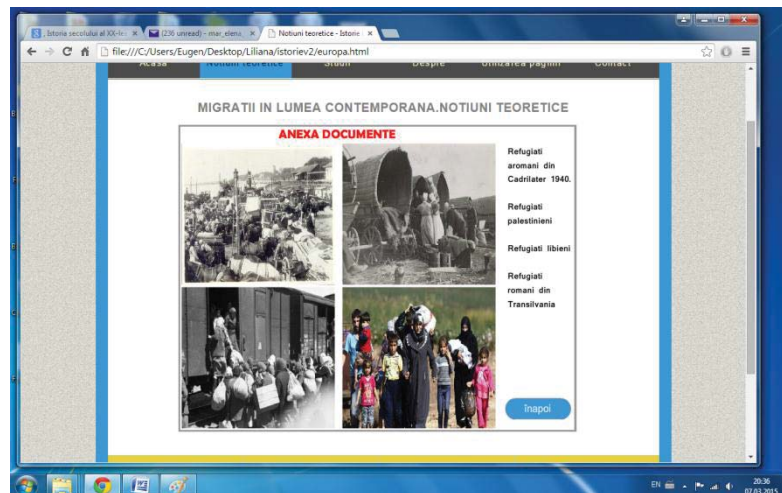 , Istoria secolului al XX-lea
(236 unread) - mar_elena_
Notiuni teoretice - Istorie
file:///C:/Users/Eugen/Desktop/Liliana/istoriev2/europa.html
Acasa Notiuni teoretice Studii Despre Utilizarea paginii Contact
MIGRATII IN LUMEA CONTEMPORANA.NOTIUNI TEORETICE
ANEXA DOCUMENTE
Refugiati
aromani din
Cadrilater 1940.
Refugiati
palestinieni
Refugiati libieni
Refugiati
romani din
Transilvania
înapoi
EN
20:36
07.03.2015